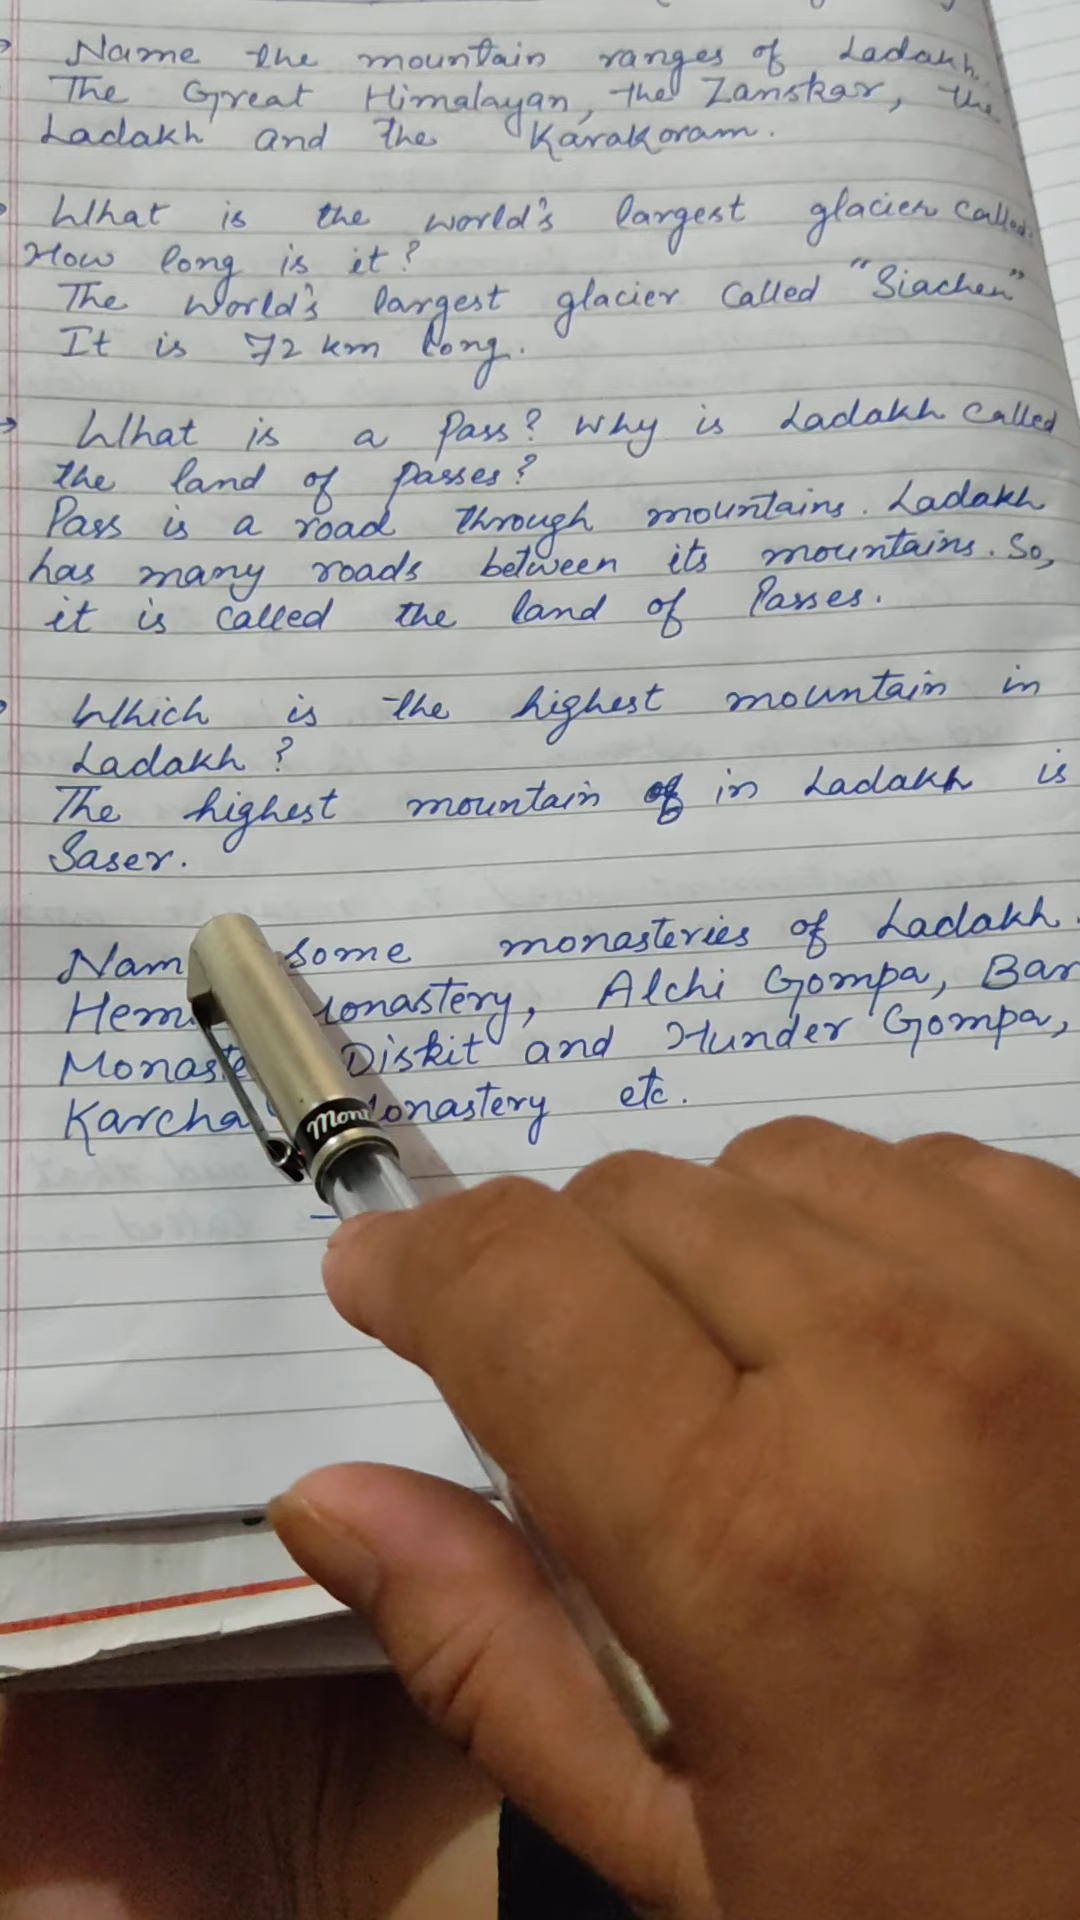 Name the mountain ranges of Ladakh.
The Great Himalayan, the Zanskar, the
Ladakh and the Karakoram.
What is the world's largest glacier called.
How long is it?
The world's largest glacier called "Siachen"
It is 72 km long.
What is a pass? Why is Ladakh called
the land of passes?
Pass is a road through mountains. Ladakh
has many roads between its mountains. So,
it is called the land of Passes.
Which is the highest mountain in
Ladakh?
The highest mountain in Ladakh is
Saser.
Nam some monasteries of Ladakh.
Hem onastery, Alchi Gompa, Bar
Monaste Diskit and Hunder Gompa,
Karcha onastery etc.
Mont